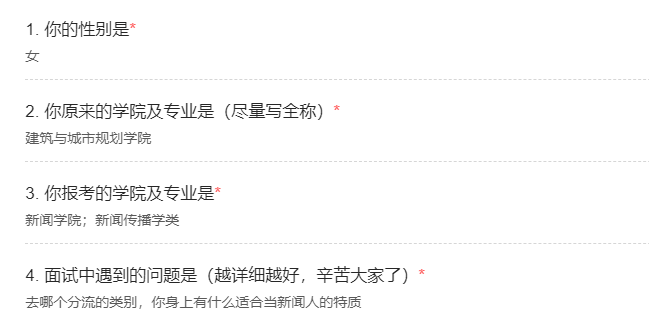 1. 你的性别是*
女
2. 你原来的学院及专业是（尽量写全称）*
建筑与城市规划学院
3. 你报考的学院及专业是*
新闻学院；新闻传播学类
4. 面试中遇到的问题是（越详细越好，辛苦大家了）*
去哪个分流的类别，你身上有什么适合当新闻人的特质